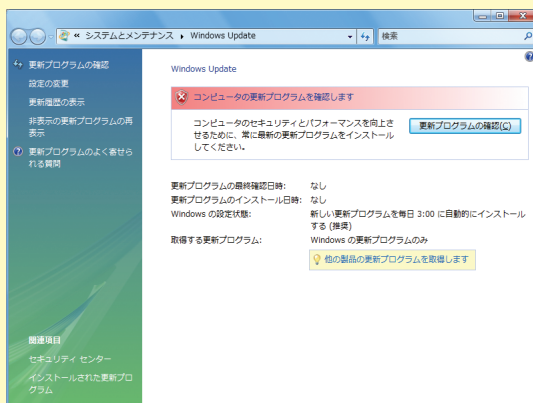 « システムとメンテナンス ▸ Windows Update
検索
更新プログラムの確認
設定の変更
更新履歴の表示
非表示の更新プログラムの再
表示
更新プログラムのよく寄せら
れる質問
Windows Update
コンピュータの更新プログラムを確認します
コンピュータのセキュリティとパフォーマンスを向上さ
せるために、常に最新の更新プログラムをインストール
してください。
更新プログラムの確認(C)
更新プログラムの最終確認日時: なし
更新プログラムのインストール日時: なし
Windows の設定状態: 新しい更新プログラムを毎日 3:00 に自動的にインストール
する (推奨)
取得する更新プログラム: Windows の更新プログラムのみ
他の製品の更新プログラムを取得します
関連項目
セキュリティ センター
インストールされた更新プロ
グラム